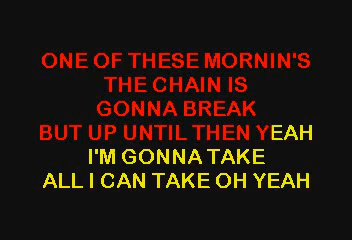 ONE OF THESE MORNIN'S
THE CHAIN IS
GONNA BREAK
BUT UP UNTIL THEN YEAH
I'M GONNA TAKE
ALL I CAN TAKE OH YEAH